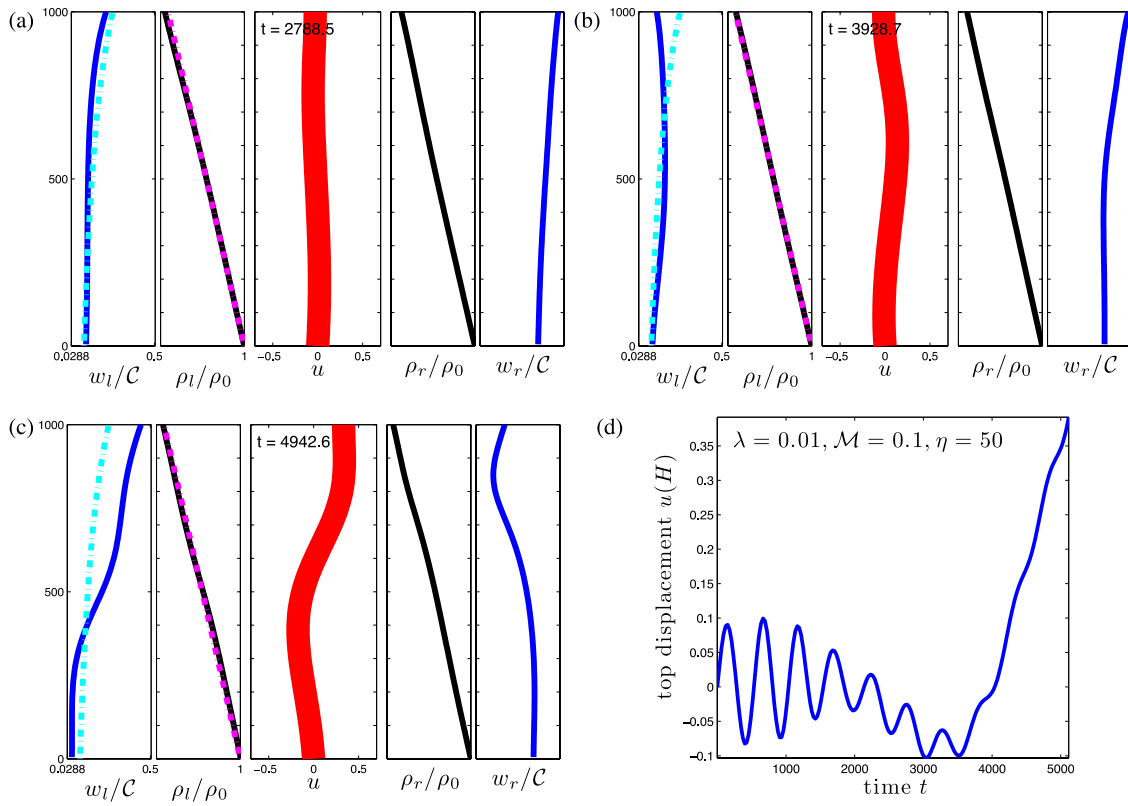 (a)
1000
500
0
0.0288
0.5
w_l/C
1
ρ_l/ρ_0
t = 2788.5
−0.5
0
0.5
u
ρ_r/ρ_0
w_r/C
(b)
1000
500
0
0.0288
0.5
w_l/C
1
ρ_l/ρ_0
t = 3928.7
−0.5
0
0.5
u
ρ_r/ρ_0
w_r/C
(c)
1000
500
0
0.0288
0.5
w_l/C
1
ρ_l/ρ_0
t = 4942.6
−0.5
0
0.5
u
ρ_r/ρ_0
w_r/C
(d)
λ = 0.01, M = 0.1, η = 50
top displacement u(H)
0.35
0.3
0.25
0.2
0.15
0.1
0.05
0
−0.05
−0.1
1000
2000
3000
4000
5000
time t